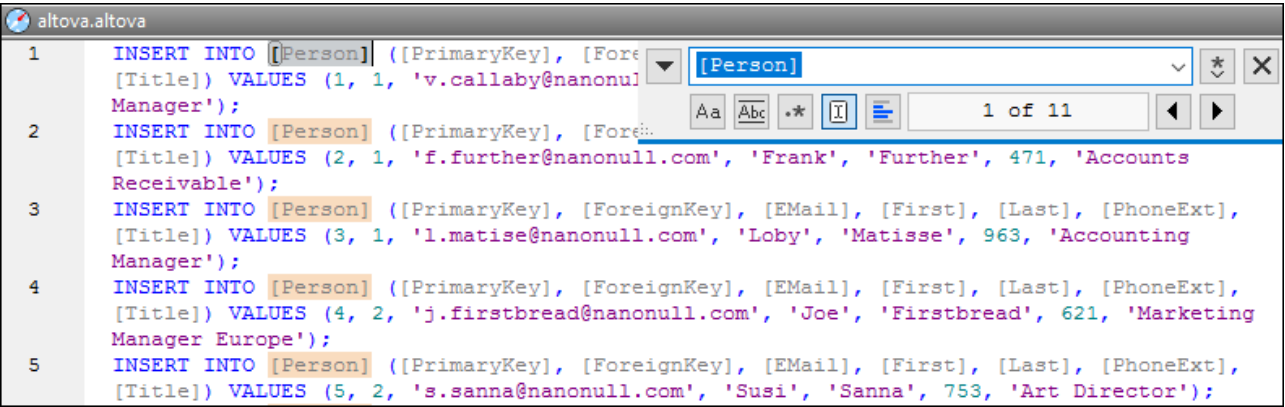 altova.altova
1 INSERT INTO [Person] ([PrimaryKey], [Fore
[Person]
[Title]) VALUES (1, 1, 'v.callaby@nanonul
Manager');
Aa Abc .* 1 of 11
2 INSERT INTO [Person] ([PrimaryKey], [Fore
[Title]) VALUES (2, 1, 'f.further@nanonull.com', 'Frank', 'Further', 471, 'Accounts
Receivable');
3 INSERT INTO [Person] ([PrimaryKey], [ForeignKey], [EMail], [First], [Last], [PhoneExt],
[Title]) VALUES (3, 1, 'l.matise@nanonull.com', 'Loby', 'Matisse', 963, 'Accounting
Manager');
4 INSERT INTO [Person] ([PrimaryKey], [ForeignKey], [EMail], [First], [Last], [PhoneExt],
[Title]) VALUES (4, 2, 'j.firstbread@nanonull.com', 'Joe', 'Firstbread', 621, 'Marketing
Manager Europe');
5 INSERT INTO [Person] ([PrimaryKey], [ForeignKey], [EMail], [First], [Last], [PhoneExt],
[Title]) VALUES (5, 2, 's.sanna@nanonull.com', 'Susi', 'Sanna', 753, 'Art Director');